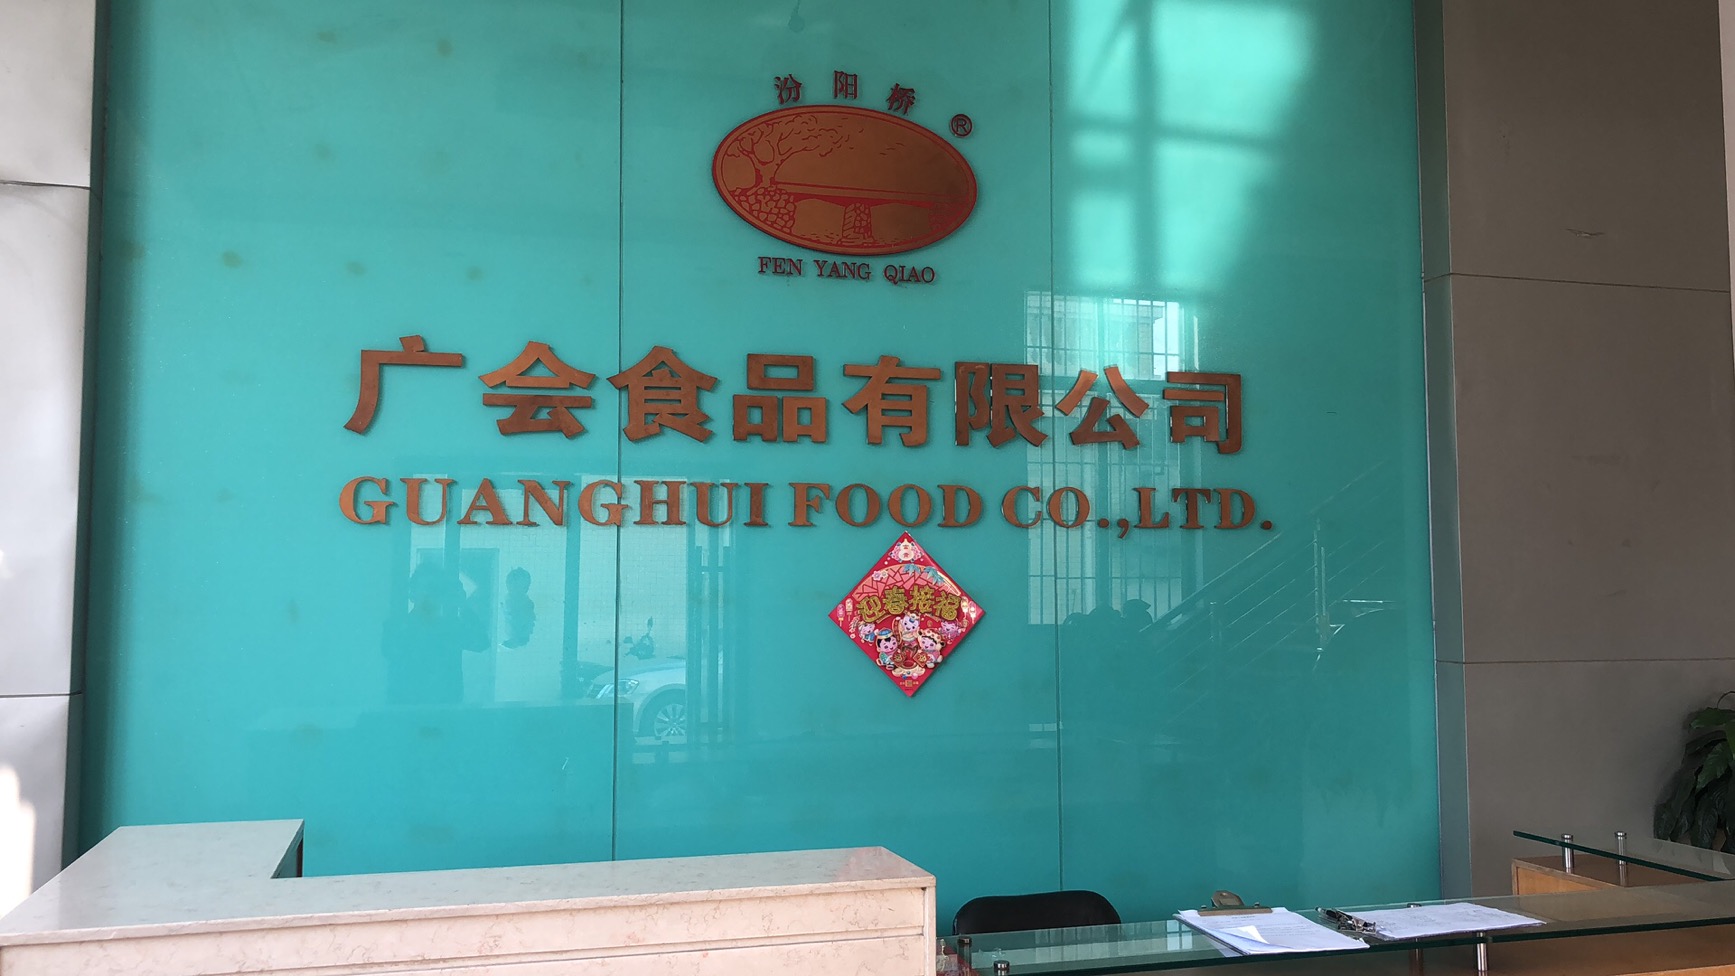 汾阳桥
®
FEN YANG QIAO
广会食品有限公司
GUANGHUI FOOD CO.,LTD.
迎春接福